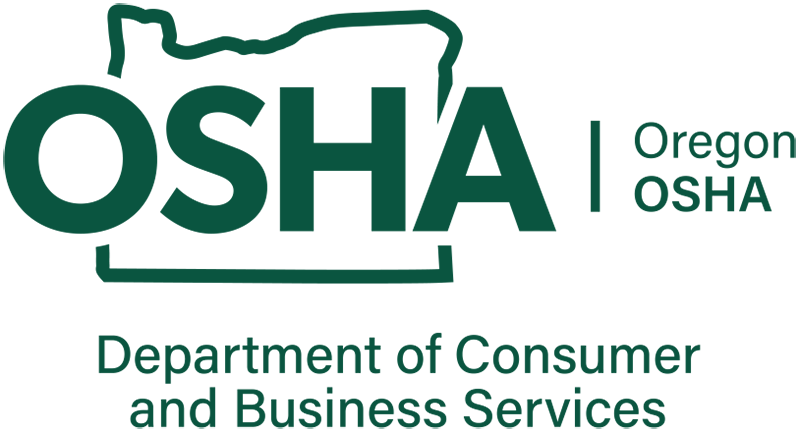 OSHA
Oregon
OSHA
Department of Consumer
and Business Services